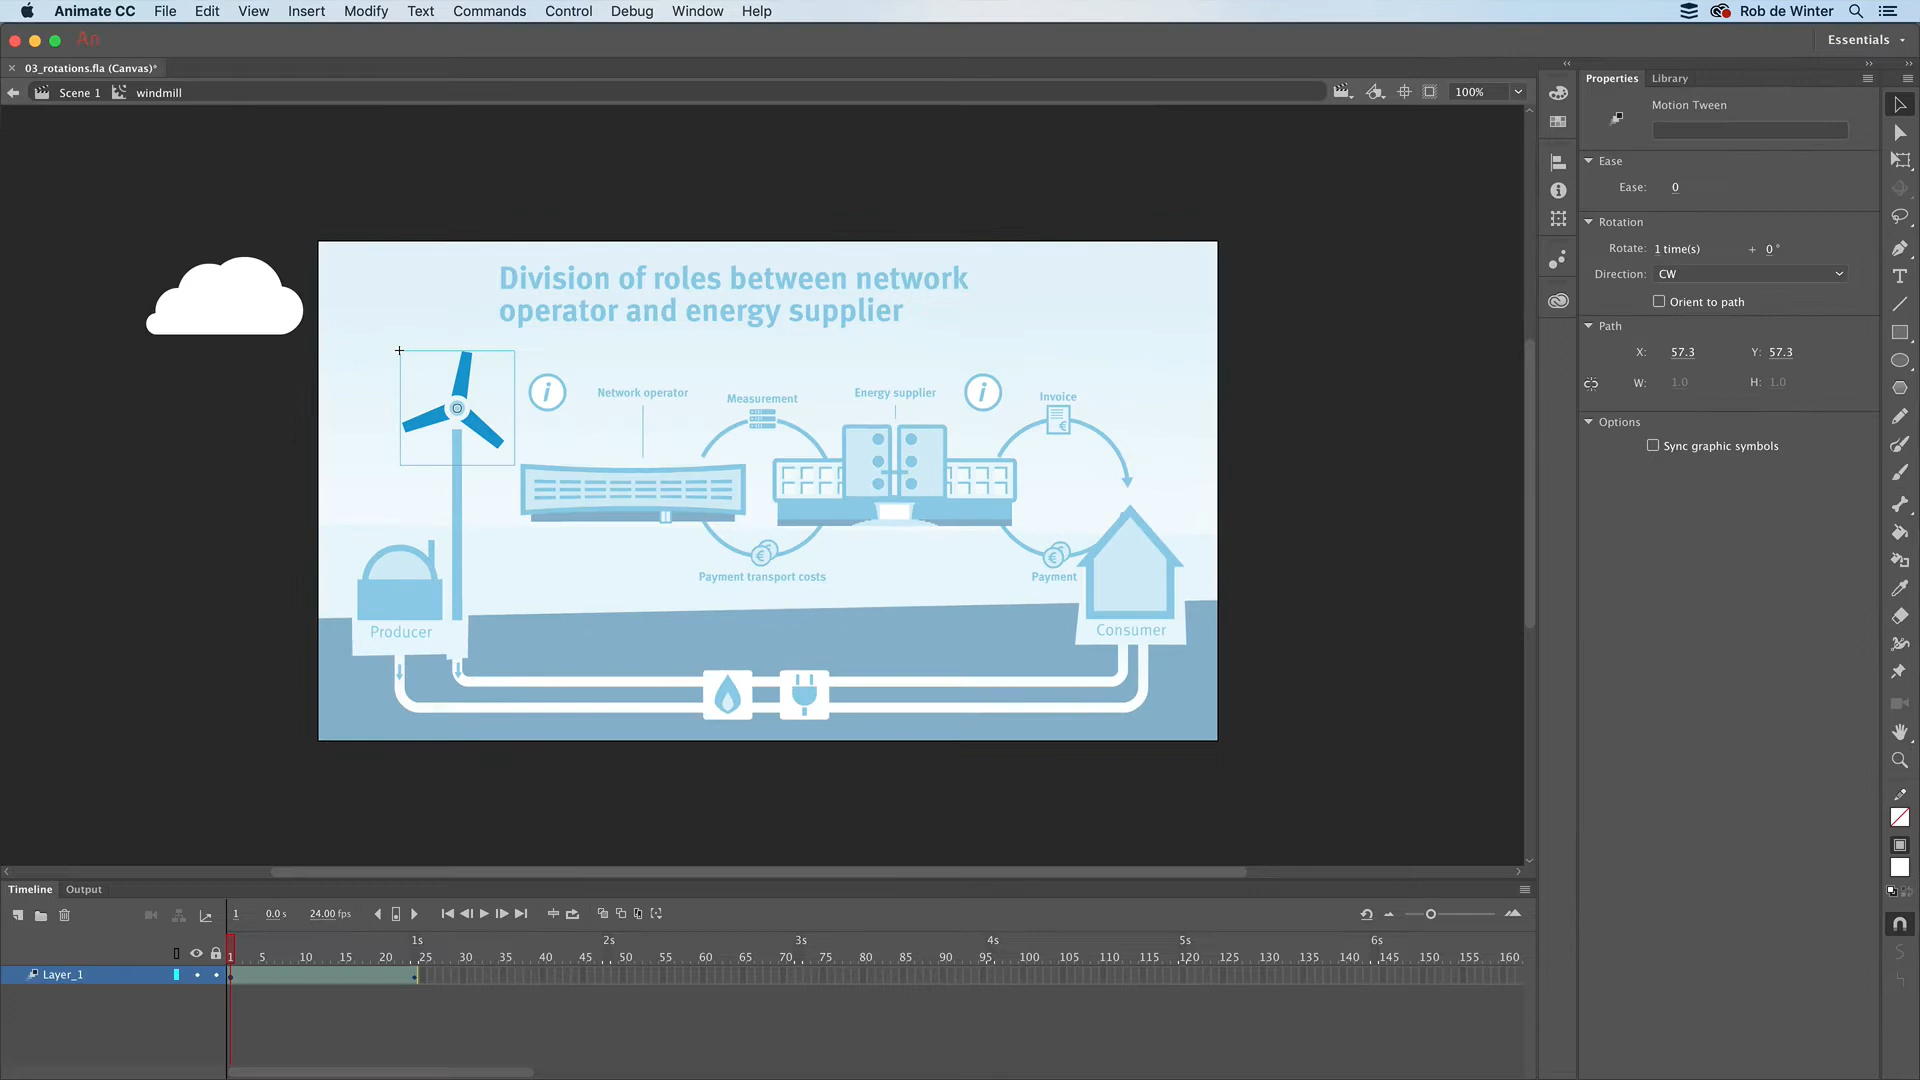 Animate CC File Edit View Insert Modify Text Commands Control Debug Window Help Rob de Winter
An Essentials
03_rotations.fla (Canvas)*
Properties Library
Scene 1 windmill 100%
Motion Tween
Ease
Ease: 0
Rotation
Rotate: 1 time(s) + 0°
Direction: CW
Orient to path
Path
X: 57.3 Y: 57.3
W: 1.0 H: 1.0
Options
Sync graphic symbols
Division of roles between network
operator and energy supplier
i Network operator Measurement Energy supplier i Invoice
€
€ €
Payment transport costs Payment
Producer Consumer
Timeline Output
1 0.0 s 24.00 fps
1s 2s 3s 4s 5s 6s
1 5 10 15 20 25 30 35 40 45 50 55 60 65 70 75 80 85 90 95 100 105 110 115 120 125 130 135 140 145 150 155 160
Layer_1